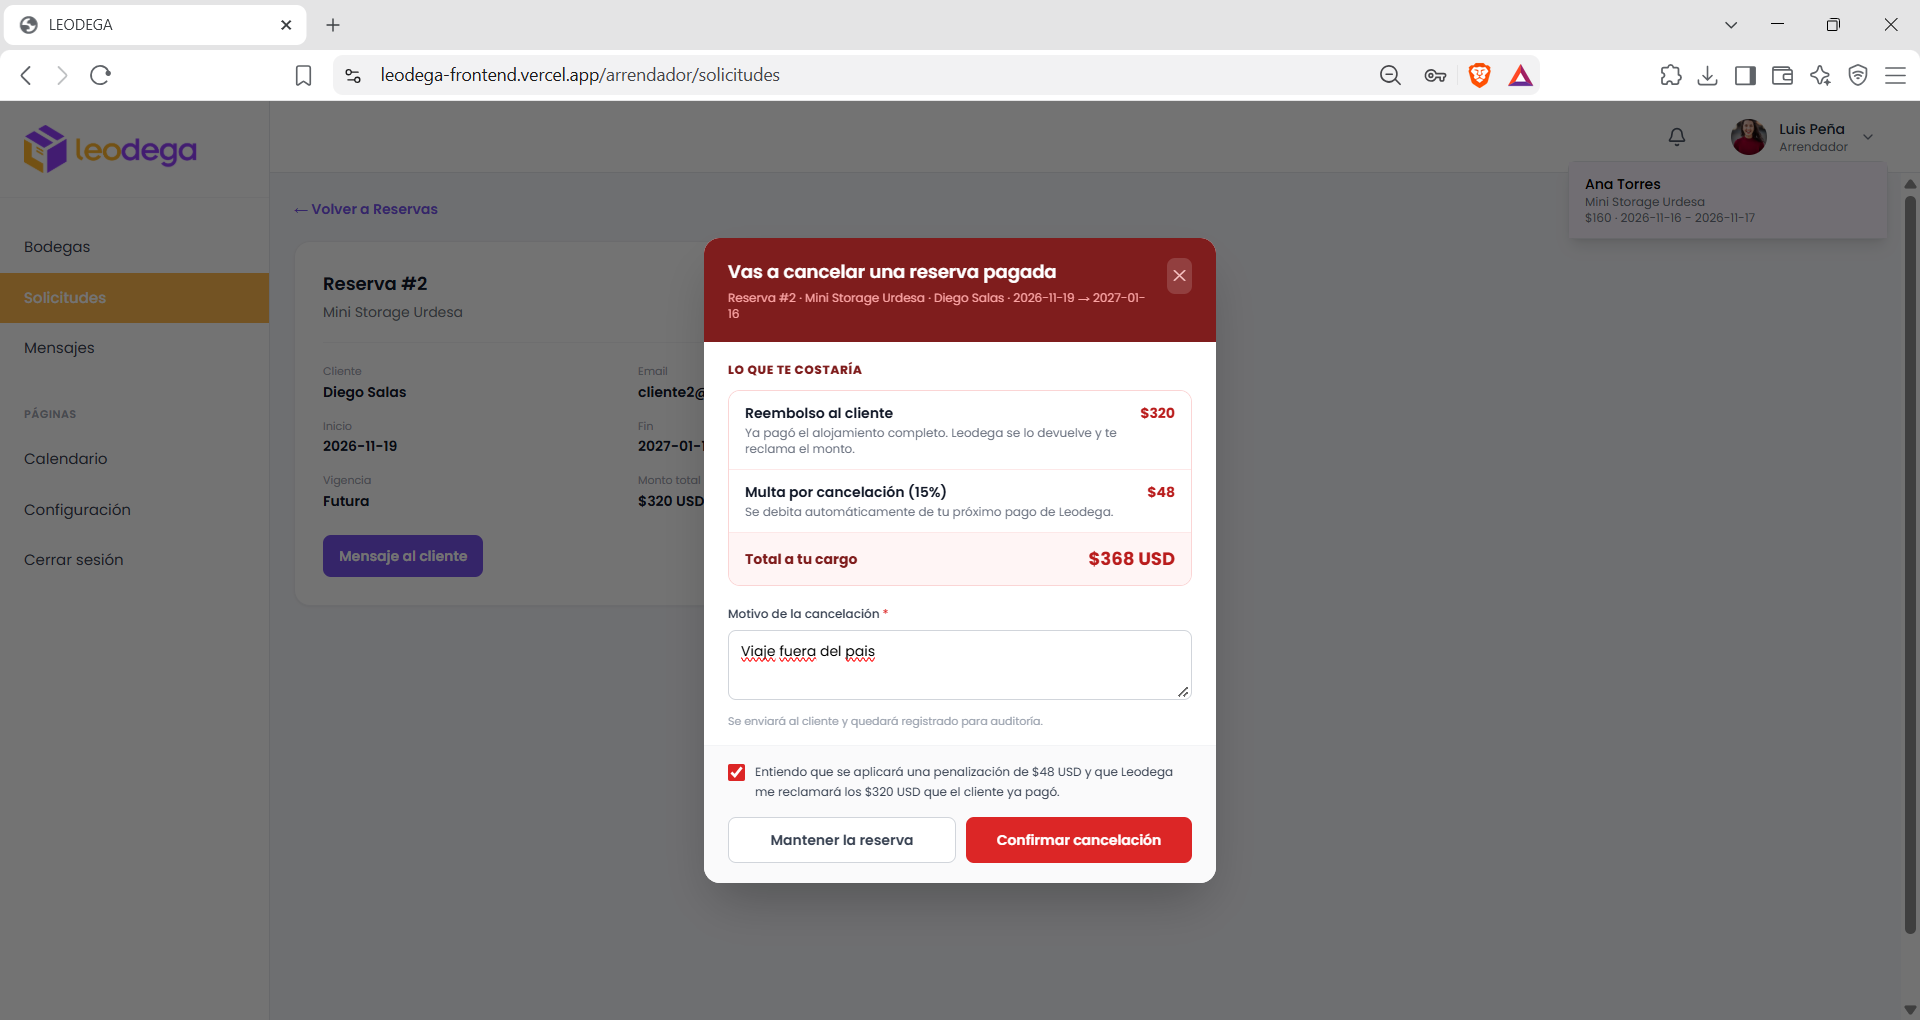 LEODEGA
leodega-frontend.vercel.app/arrendador/solicitudes
leodega
Luis Peña
Arrendador
Ana Torres
Mini Storage Urdesa
$160 · 2026-11-16 - 2026-11-17
Bodegas
Solicitudes
Mensajes
PÁGINAS
Calendario
Configuración
Cerrar sesión
← Volver a Reservas
Reserva #2
Mini Storage Urdesa
Cliente
Diego Salas
Email
cliente2@
Inicio
2026-11-19
Fin
2027-01-1
Vigencia
Futura
Monto total
$320 USD
Mensaje al cliente
Vas a cancelar una reserva pagada
Reserva #2 · Mini Storage Urdesa · Diego Salas · 2026-11-19 → 2027-01-
16
LO QUE TE COSTARÍA
Reembolso al cliente
$320
Ya pagó el alojamiento completo. Leodega se lo devuelve y te
reclama el monto.
Multa por cancelación (15%)
$48
Se debita automáticamente de tu próximo pago de Leodega.
Total a tu cargo
$368 USD
Motivo de la cancelación *
Viaje fuera del pais
Se enviará al cliente y quedará registrado para auditoría.
Entiendo que se aplicará una penalización de $48 USD y que Leodega
me reclamará los $320 USD que el cliente ya pagó.
Mantener la reserva
Confirmar cancelación